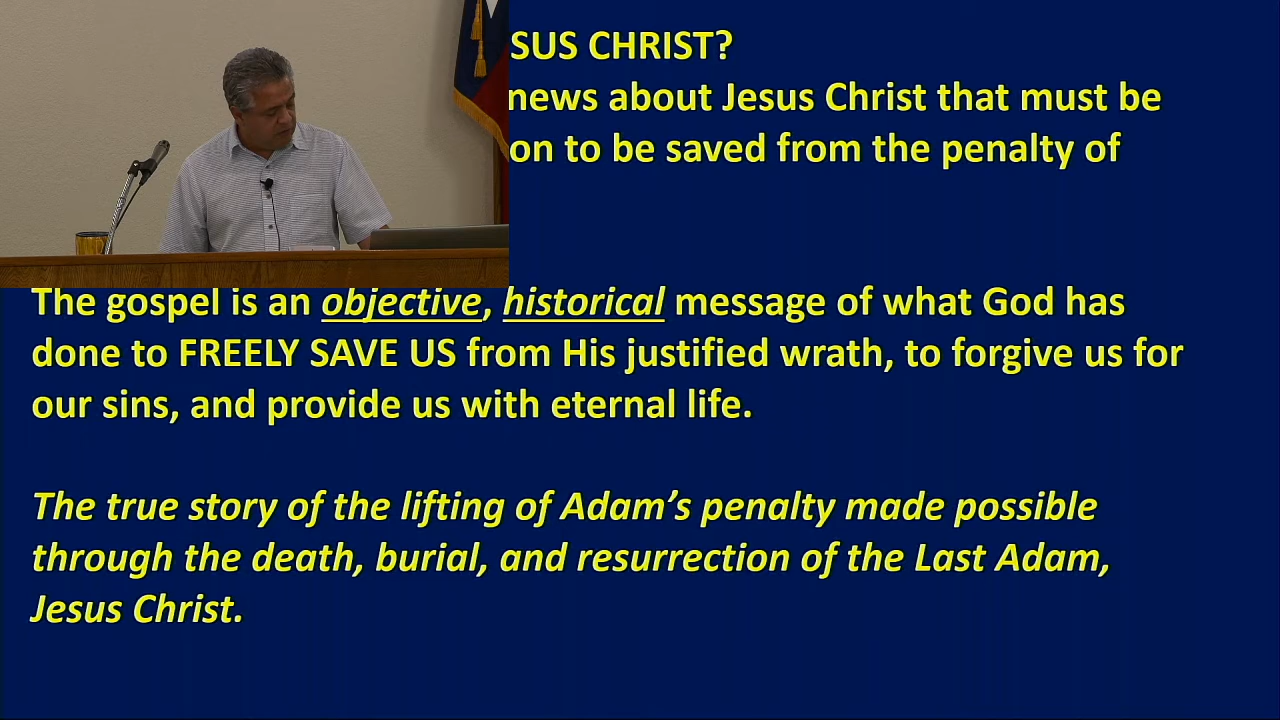 SUS CHRIST?
news about Jesus Christ that must be
on to be saved from the penalty of
The gospel is an objective, historical message of what God has
done to FREELY SAVE US from His justified wrath, to forgive us for
our sins, and provide us with eternal life.
The true story of the lifting of Adam’s penalty made possible
through the death, burial, and resurrection of the Last Adam,
Jesus Christ.